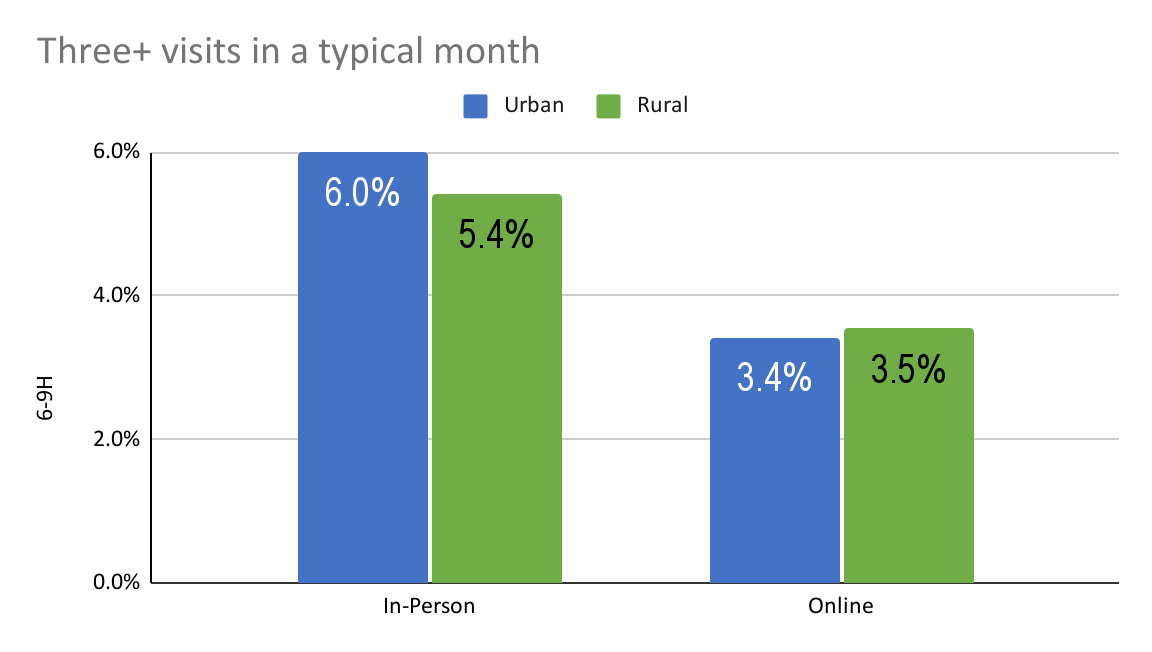 Three+ visits in a typical month
Urban
Rural
6.0%
4.0%
2.0%
0.0%
6-9H
6.0%
5.4%
3.4%
3.5%
In-Person
Online